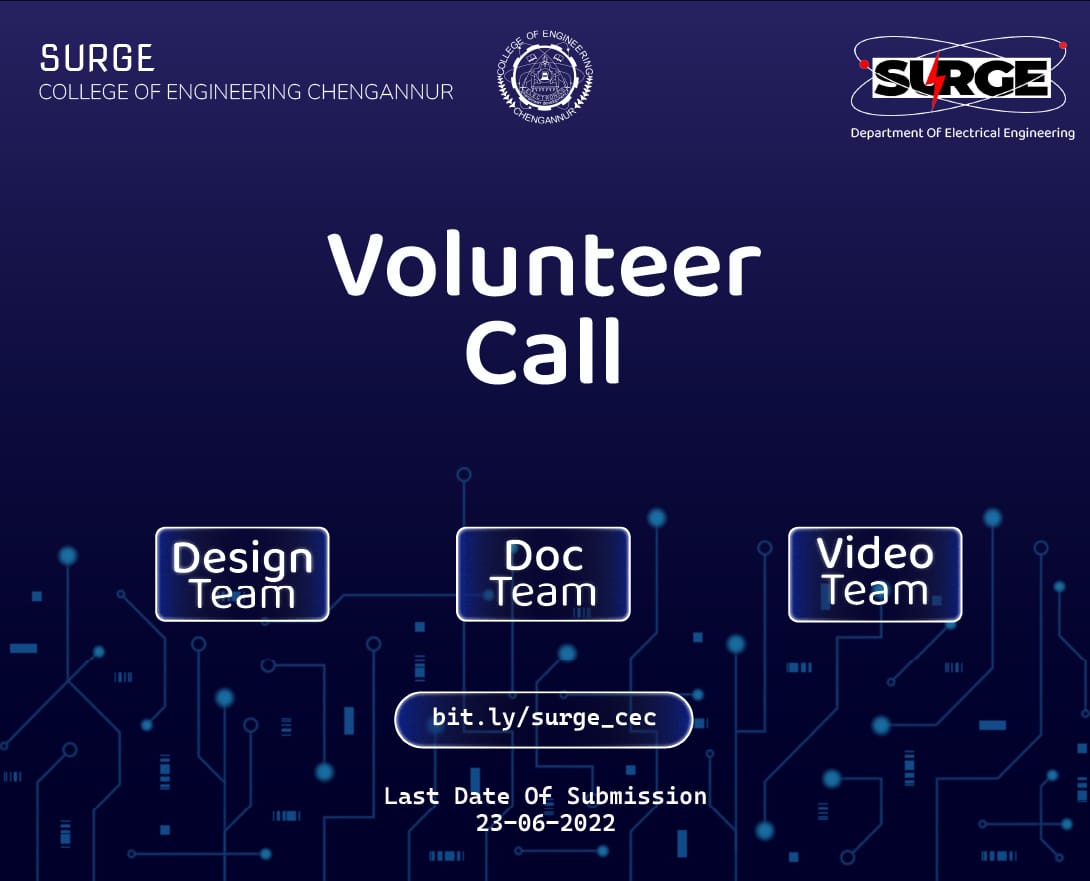 SURGE
COLLEGE OF ENGINEERING CHENGANNUR
COLLEGE OF ENGINEERING
CHENGANNUR
SURGE
Department Of Electrical Engineering
Volunteer
Call
Design
Team
Doc
Team
Video
Team
bit.ly/surge_cec
Last Date Of Submission
23-06-2022